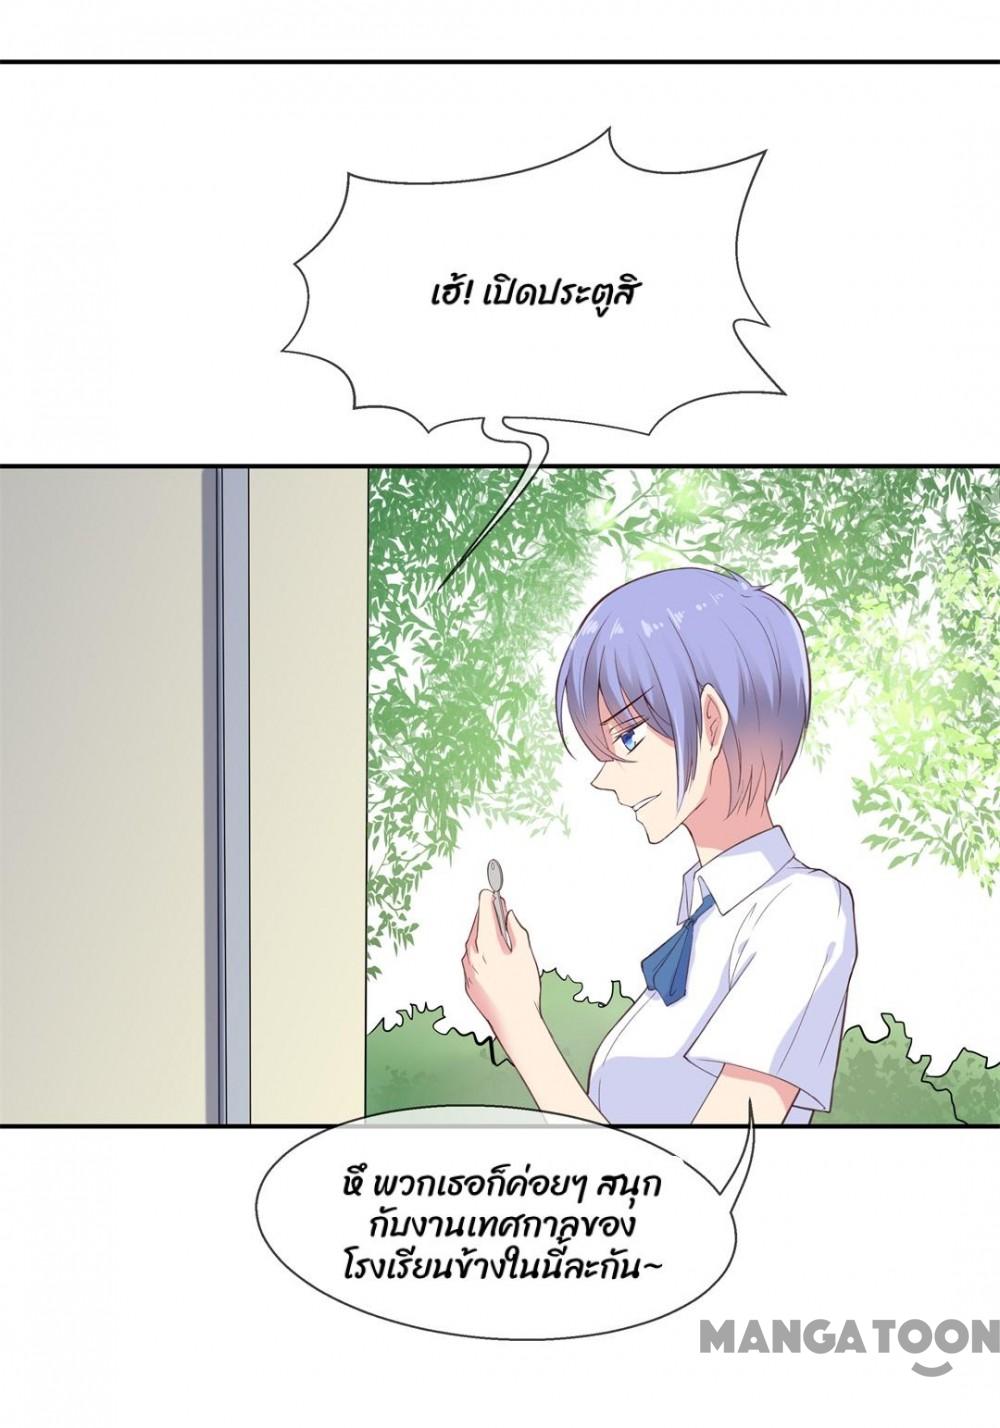 เฮ้! เปิดประตูสิ
หึ พวกเธอก็ค่อยๆ สนุก
กับงานเทศกาลของ
โรงเรียนข้างในนี้ละกัน~
MANGATOON